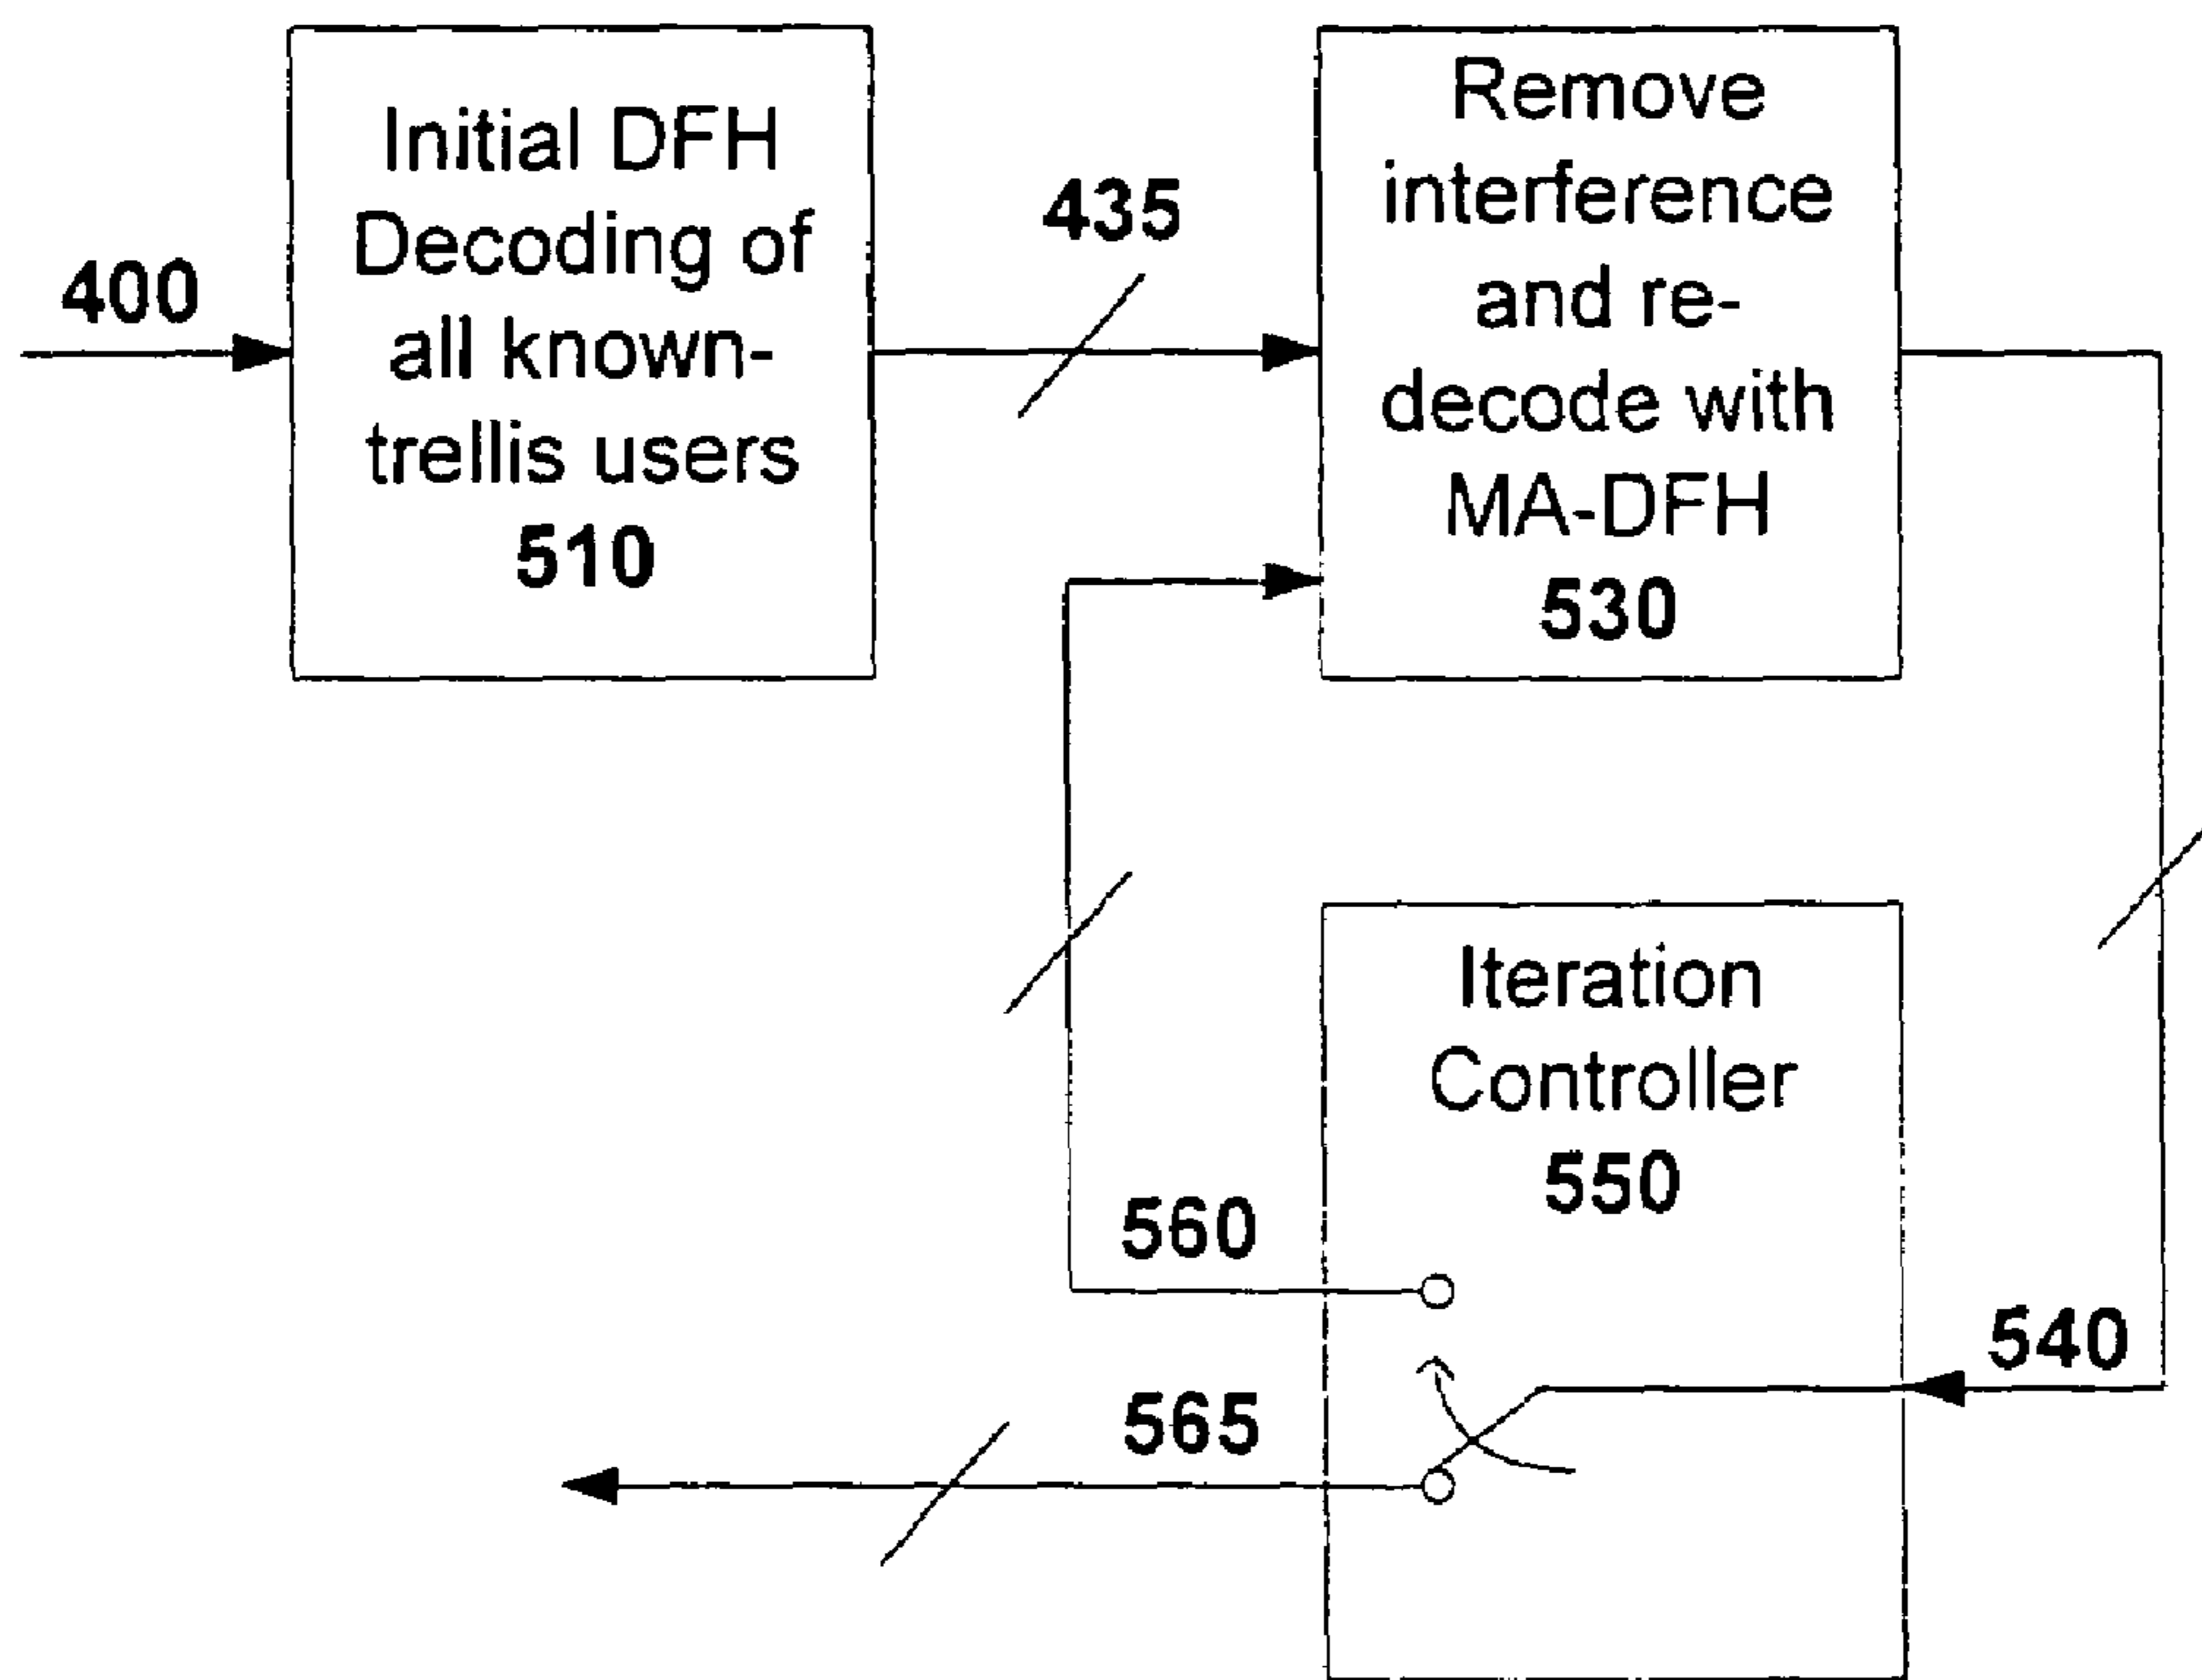 400
Initial DFH
Decoding of
all known-
trellis users
510
435
Remove
interference
and re-
decode with
MA-DFH
530
Iteration
Controller
550
560
540
565